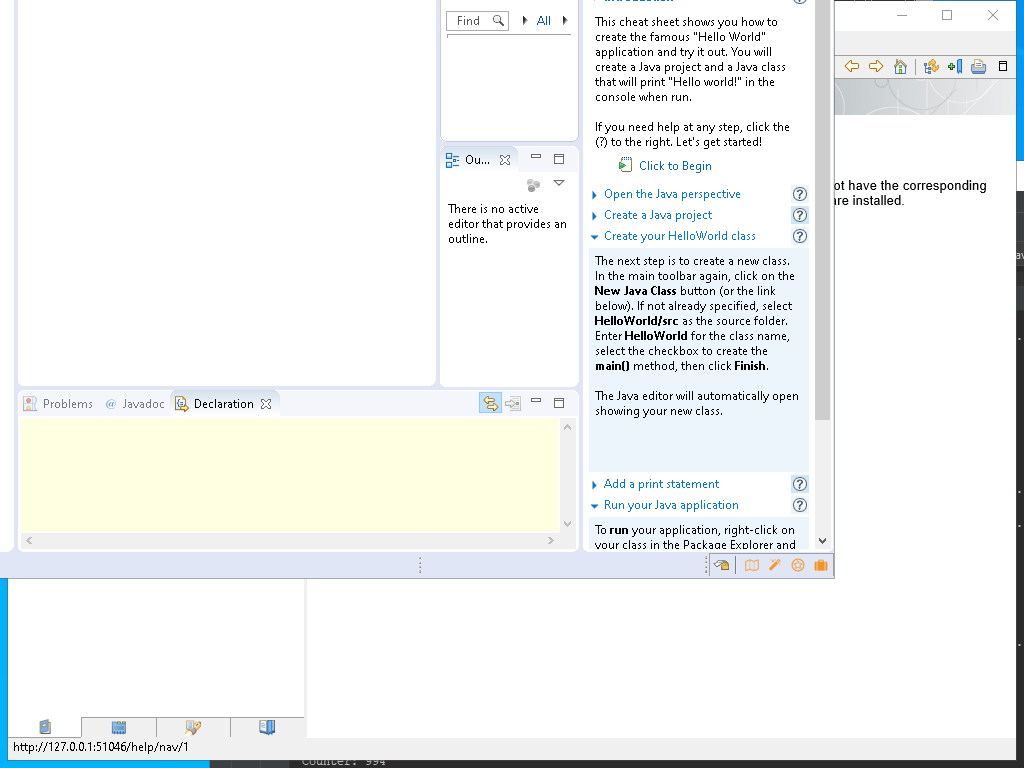 Introduction
Find
All
This cheat sheet shows you how to
create the famous "Hello World"
application and try it out. You will
create a Java project and a Java class
that will print "Hello world!" in the
console when run.
If you need help at any step, click the
(?) to the right. Let's get started!
Click to Begin
Ou...
There is no active
editor that provides an
outline.
Open the Java perspective
Create a Java project
Create your HelloWorld class
The next step is to create a new class.
In the main toolbar again, click on the
New Java Class button (or the link
below). If not already specified, select
HelloWorld/src as the source folder.
Enter HelloWorld for the class name,
select the checkbox to create the
main() method, then click Finish.
The Java editor will automatically open
showing your new class.
Add a print statement
Run your Java application
To run your application, right-click on
your class in the Package Explorer and
ot have the corresponding
are installed.
Problems
@ Javadoc
Declaration
http://127.0.0.1:51046/help/nav/1
Counter: 994